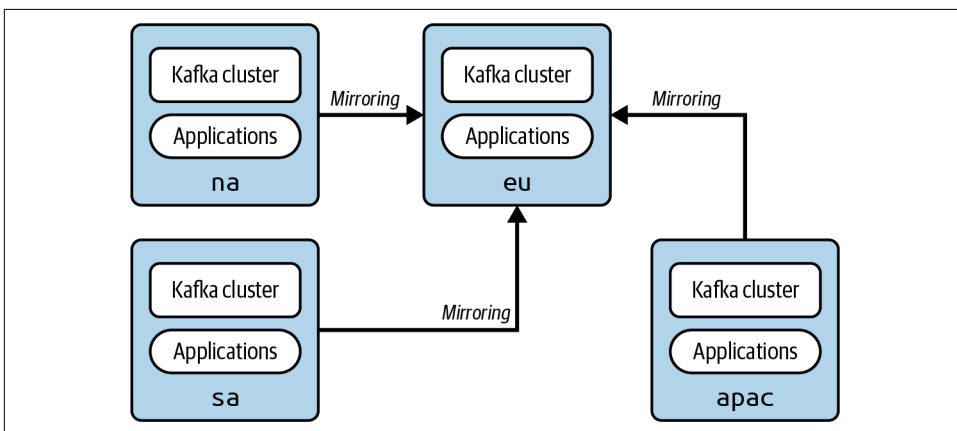 Kafka cluster
Applications
na
Mirroring
Kafka cluster
Applications
eu
Mirroring
Kafka cluster
Applications
sa
Mirroring
Kafka cluster
Applications
apac